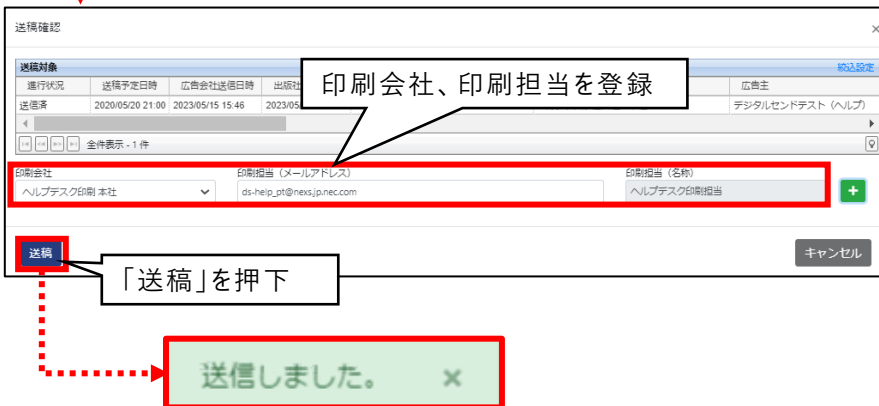 送稿確認 ×
送稿対象 絞込設定
進行状況 送稿予定日時 広告会社送信日時 出版社 広告主
送信済 2020/05/20 21:00 2023/05/15 15:46 2023/05 デジタルセンドテスト（ヘルプ）
印刷会社、印刷担当を登録
全件表示 - 1 件
印刷会社 印刷担当（メールアドレス） 印刷担当（名称）
ヘルプデスク印刷 本社 ds-help_pt@nexs.jp.nec.com ヘルプデスク印刷担当 +
送稿 キャンセル
「送稿」を押下
送信しました。 ×